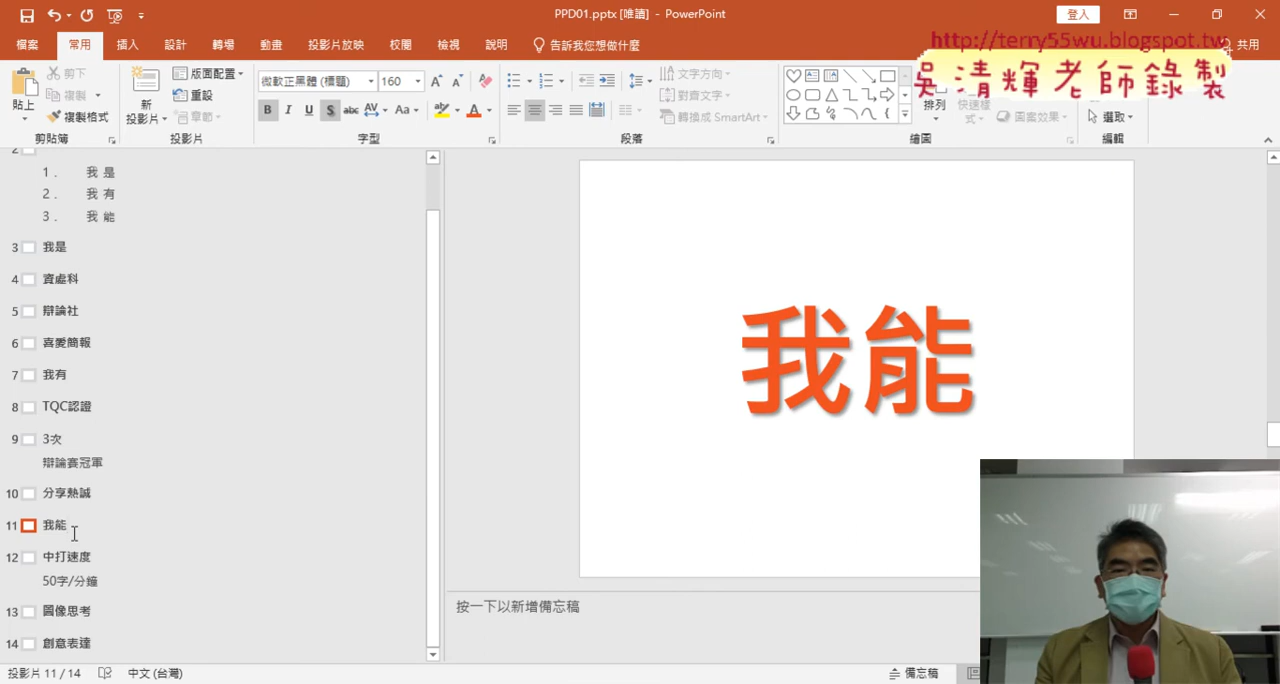 PPD01.pptx [唯讀] - PowerPoint
登入
檔案 常用 插入 設計 轉場 動畫 投影片放映 校閱 檢視 說明 告訴我您想做什麼 共用
http://terry55wu.blogspot.tw
吳清輝老師錄製
貼上
剪下
複製
複製格式
剪貼簿
新
投影片
版面配置
重設
章節
投影片
微軟正黑體 (標題) 160
B I U S abc AV Aa A
字型
文字方向
對齊文字
轉換成 SmartArt
段落
排列
快速樣
式
圖案效果
繪圖
選取
編輯
2
1. 我是
2. 我有
3. 我能
3 我是
4 資處科
5 辯論社
6 喜愛簡報
7 我有
8 TQC認證
9 3次
辯論賽冠軍
10 分享熱誠
11 我能
12 中打速度
50字/分鐘
13 圖像思考
14 創意表達
我能
按一下以新增備忘稿
投影片 11 / 14 中文 (台灣) 備忘稿